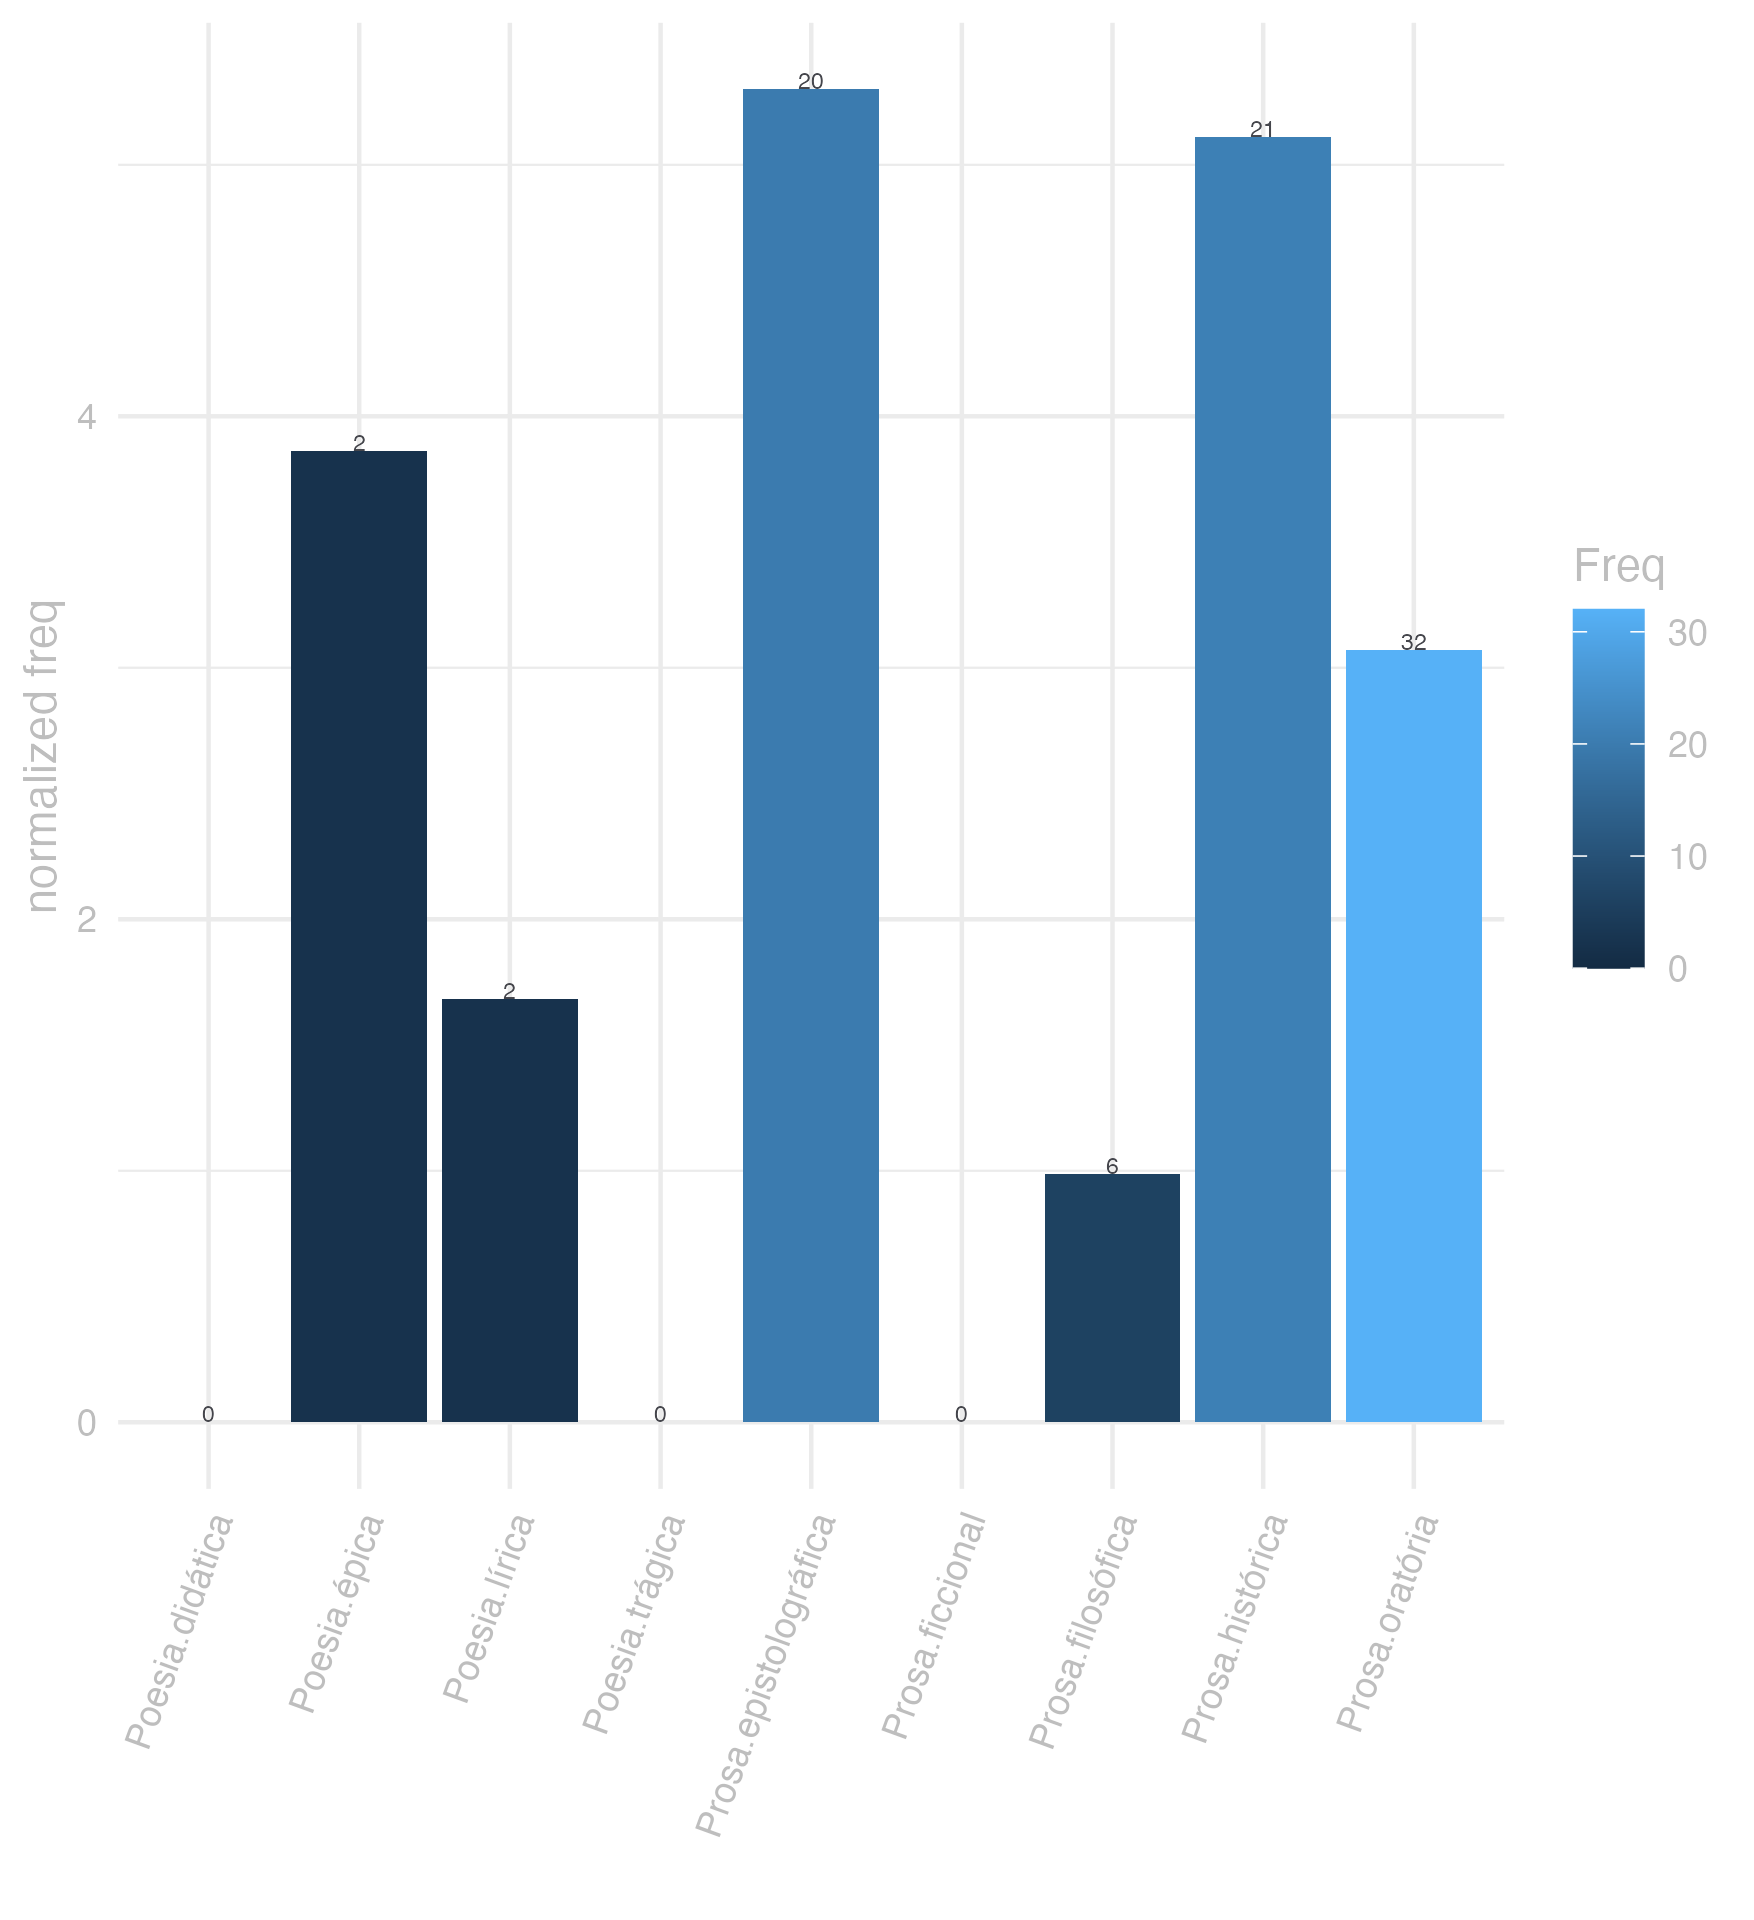 20
21
4
2
Freq
30
32
20
normalized freq
10
2
0
2
6
0
0
0
0
Poesia.didática
Poesia.épica
Poesia.lírica
Poesia.trágica
Prosa.epistolográfica
Prosa.ficcional
Prosa.filosófica
Prosa.histórica
Prosa.oratória